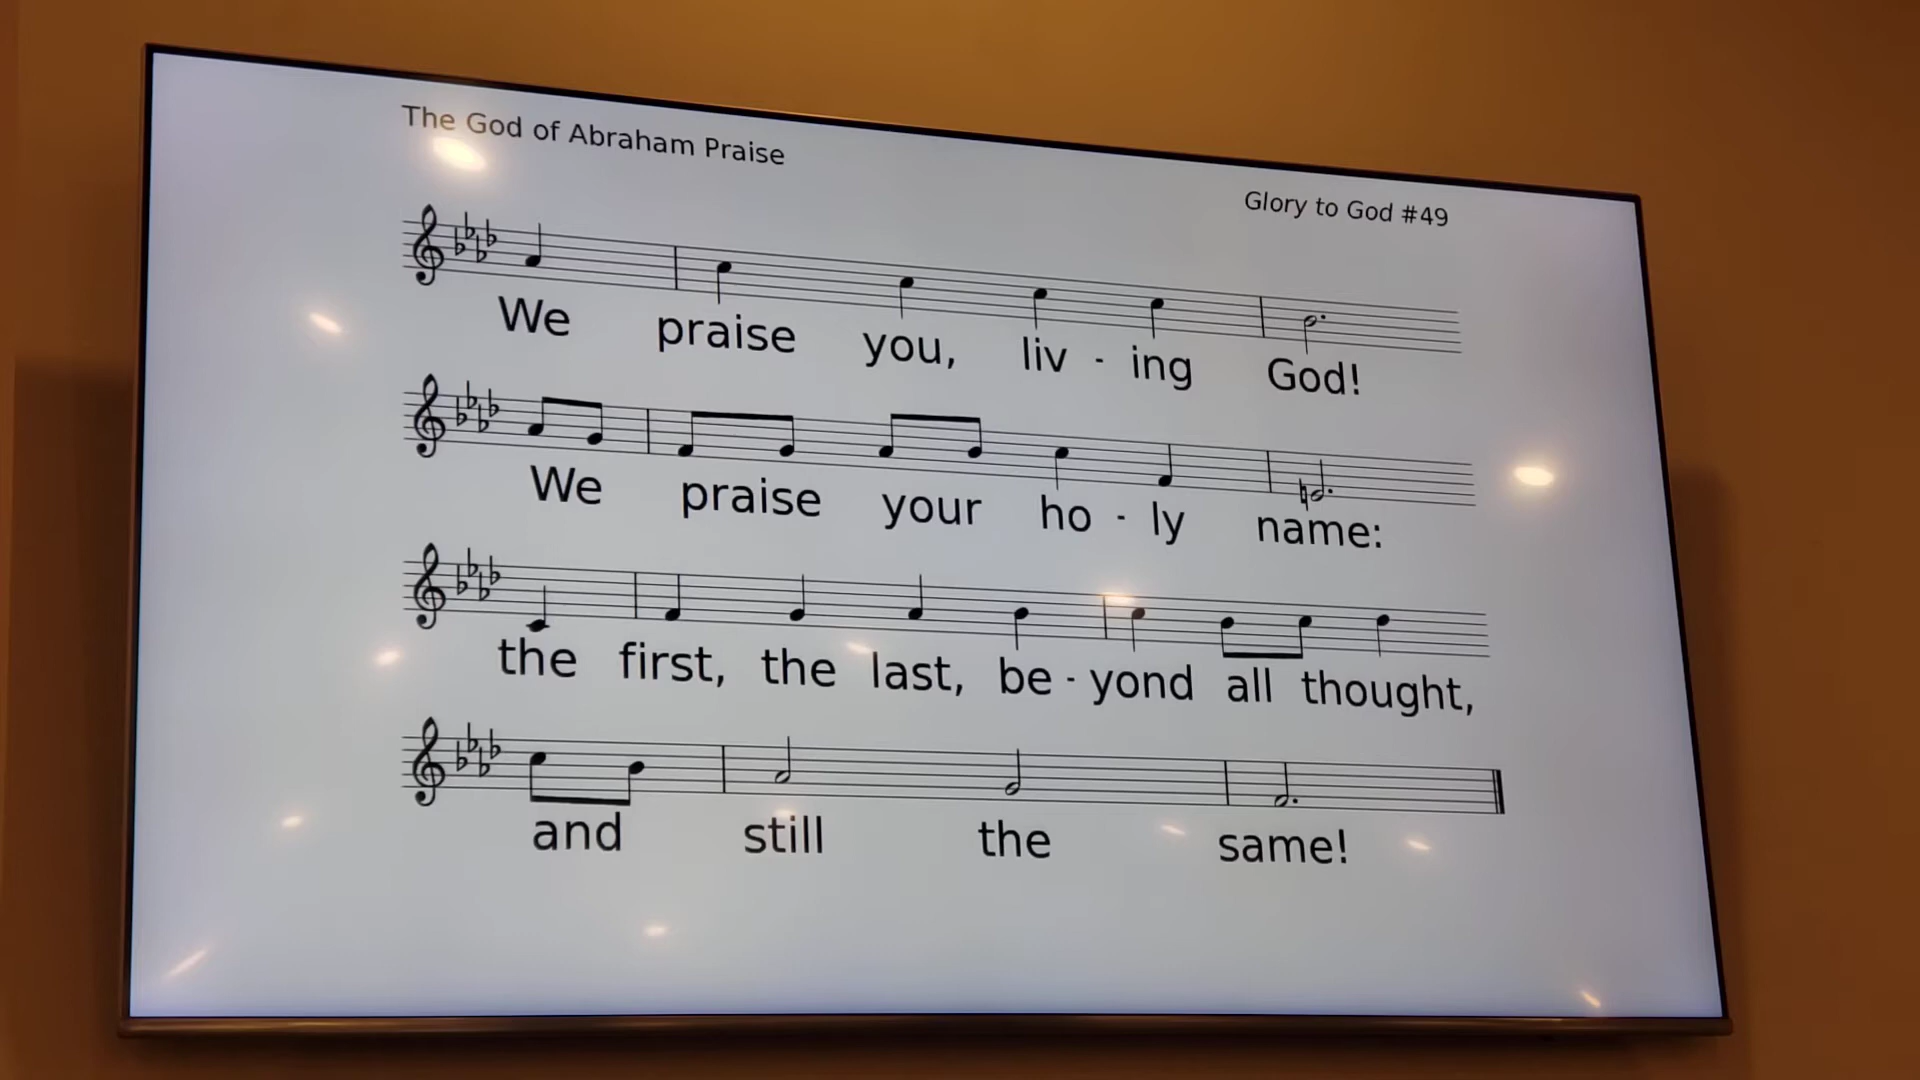 The God of Abraham Praise
Glory to God #49
We praise you, liv - ing God!
We praise your ho - ly name:
the first, the last, be - yond all thought,
and still the same!